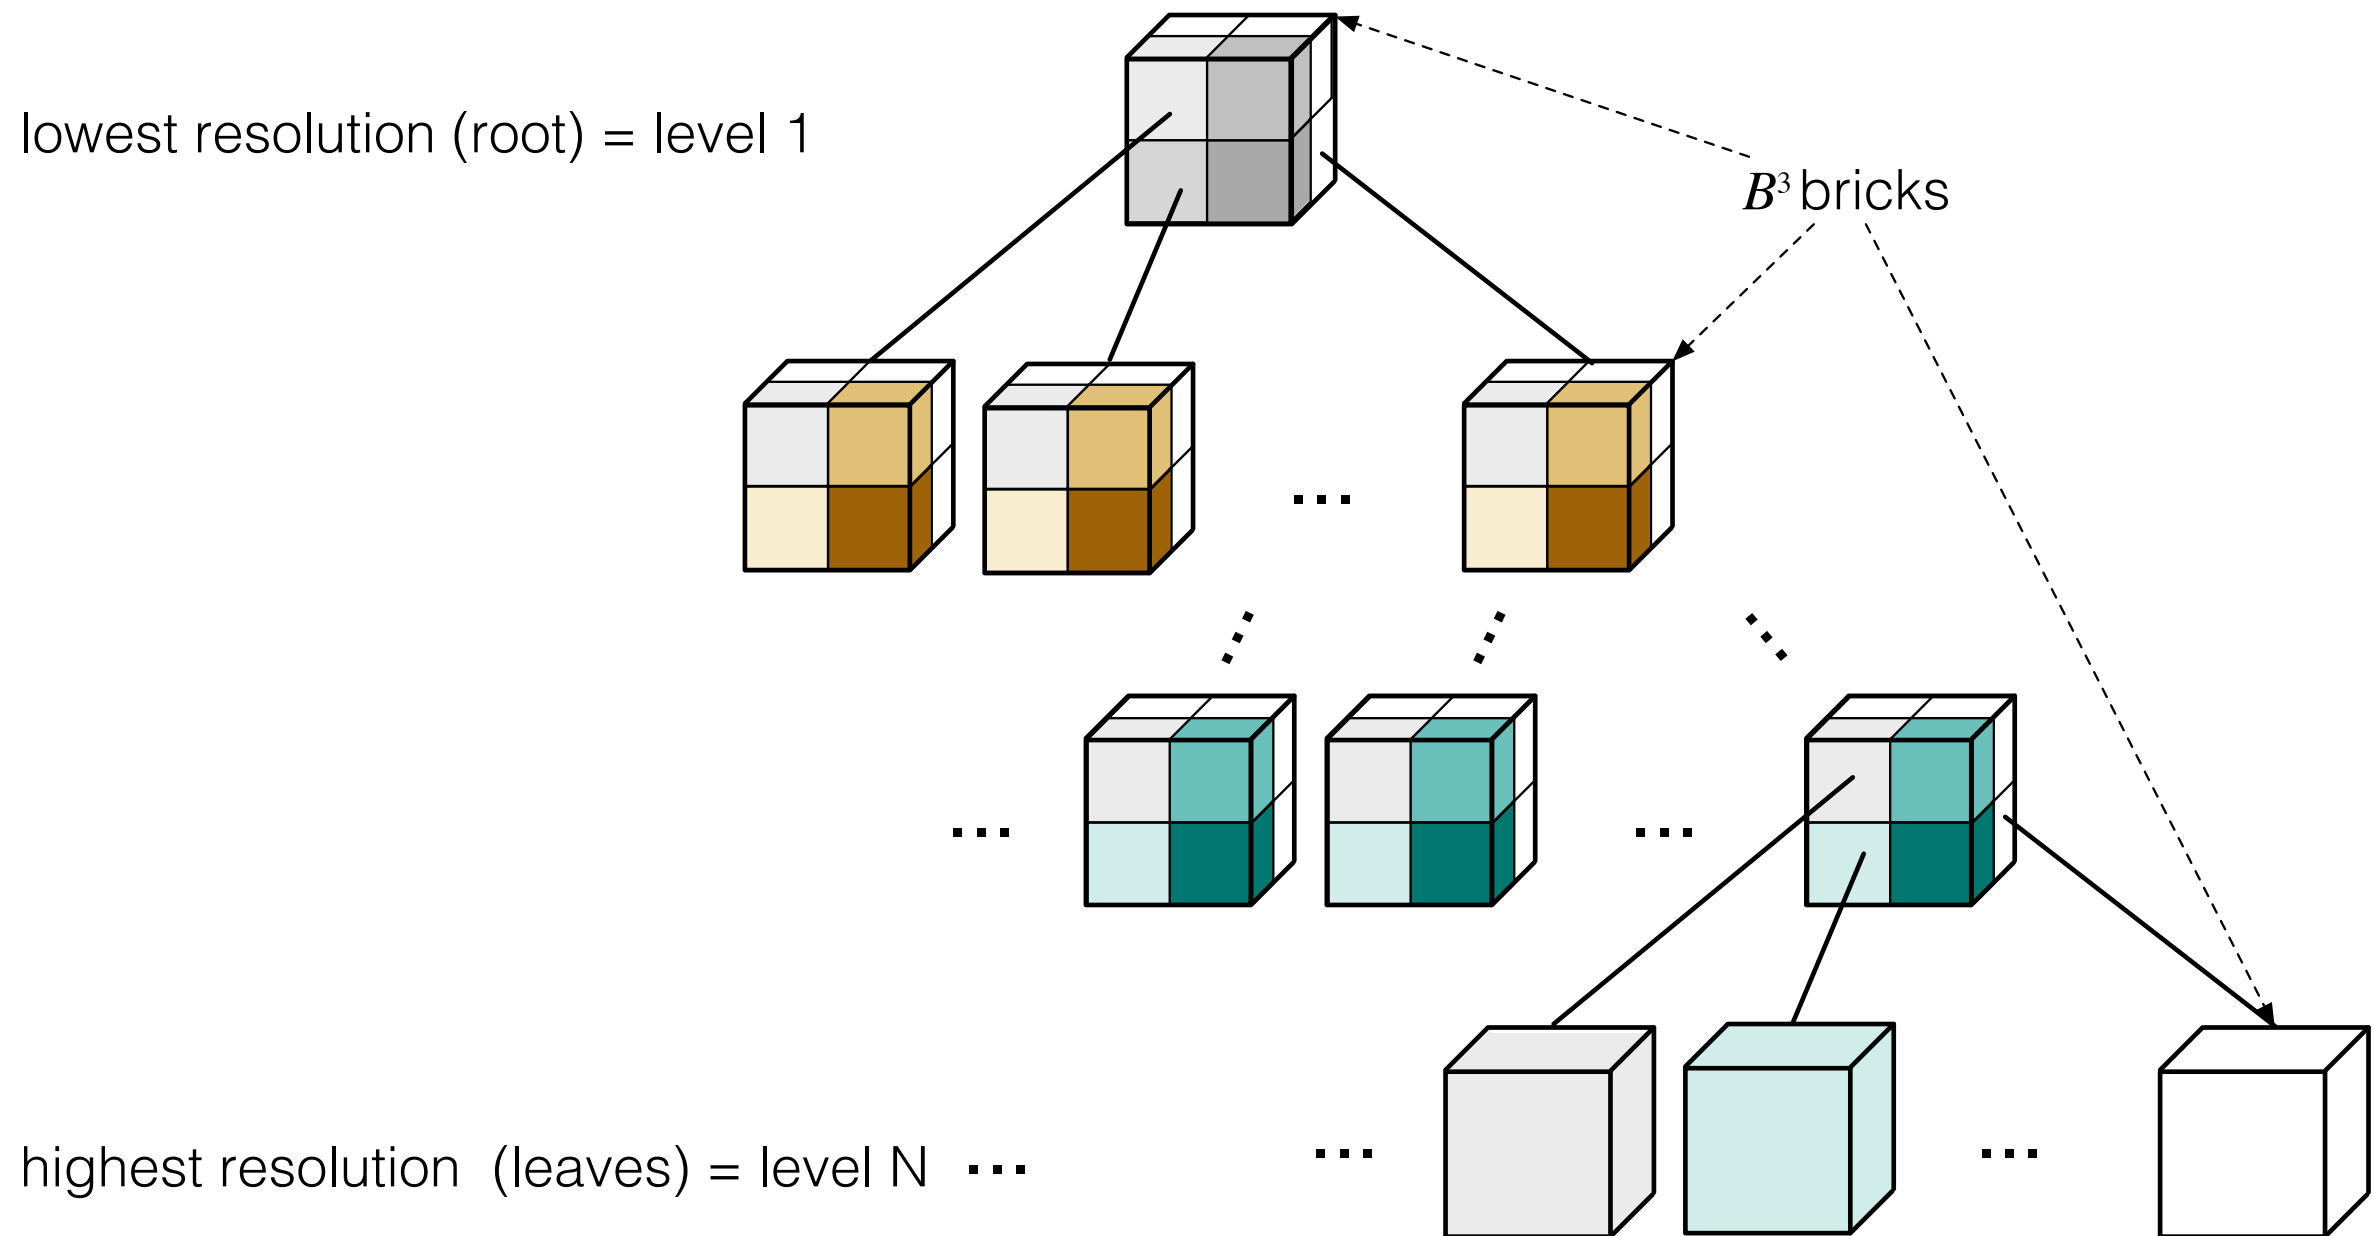 lowest resolution (root) = level 1
B³ bricks
highest resolution (leaves) = level N ...